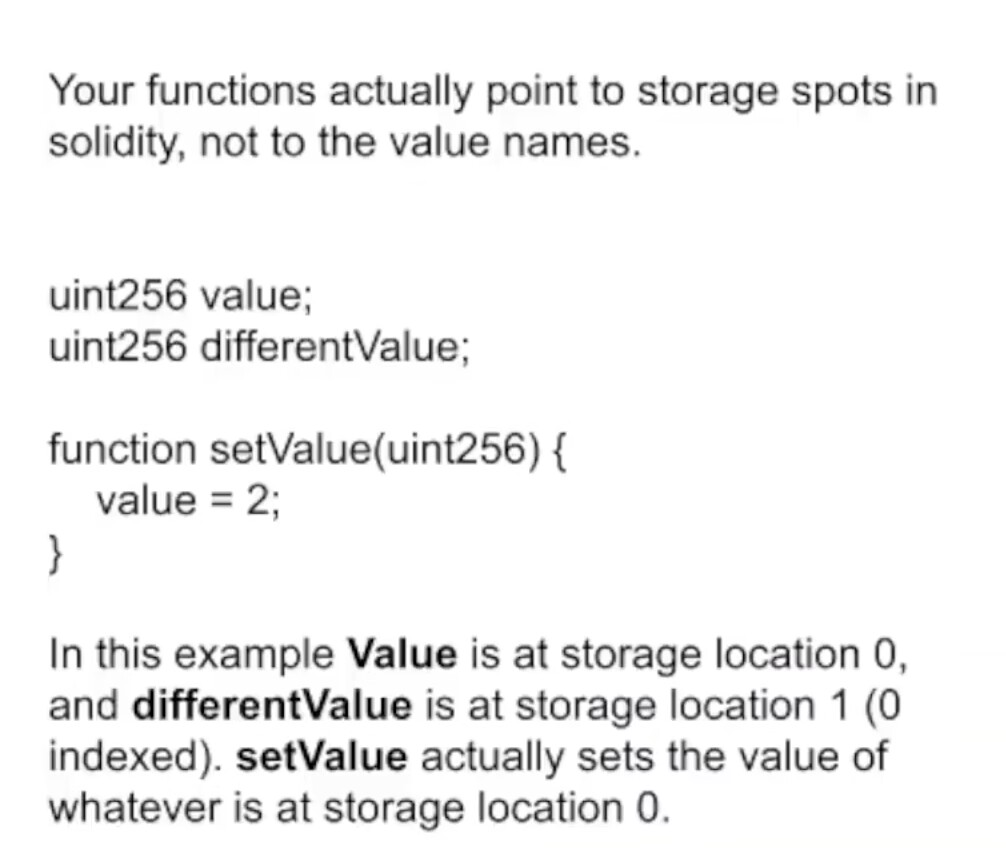 Your functions actually point to storage spots in
solidity, not to the value names.
uint256 value;
uint256 differentValue;
function setValue(uint256) {
value = 2;
}
In this example Value is at storage location 0,
and differentValue is at storage location 1 (0
indexed). setValue actually sets the value of
whatever is at storage location 0.